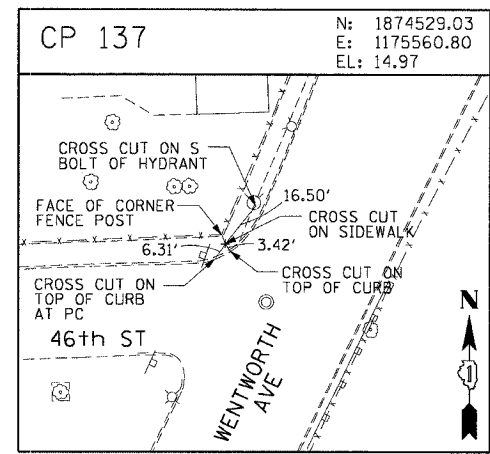 CP 137
N: 1874529.03
E: 1175560.80
EL: 14.97
CROSS CUT ON S
BOLT OF HYDRANT
16.50'
FACE OF CORNER
FENCE POST
CROSS CUT
ON SIDEWALK
6.31'
3.42'
CROSS CUT ON
TOP OF CURB
AT PC
CROSS CUT ON
TOP OF CURB
46th ST
WENTWORTH
AVE
N
1